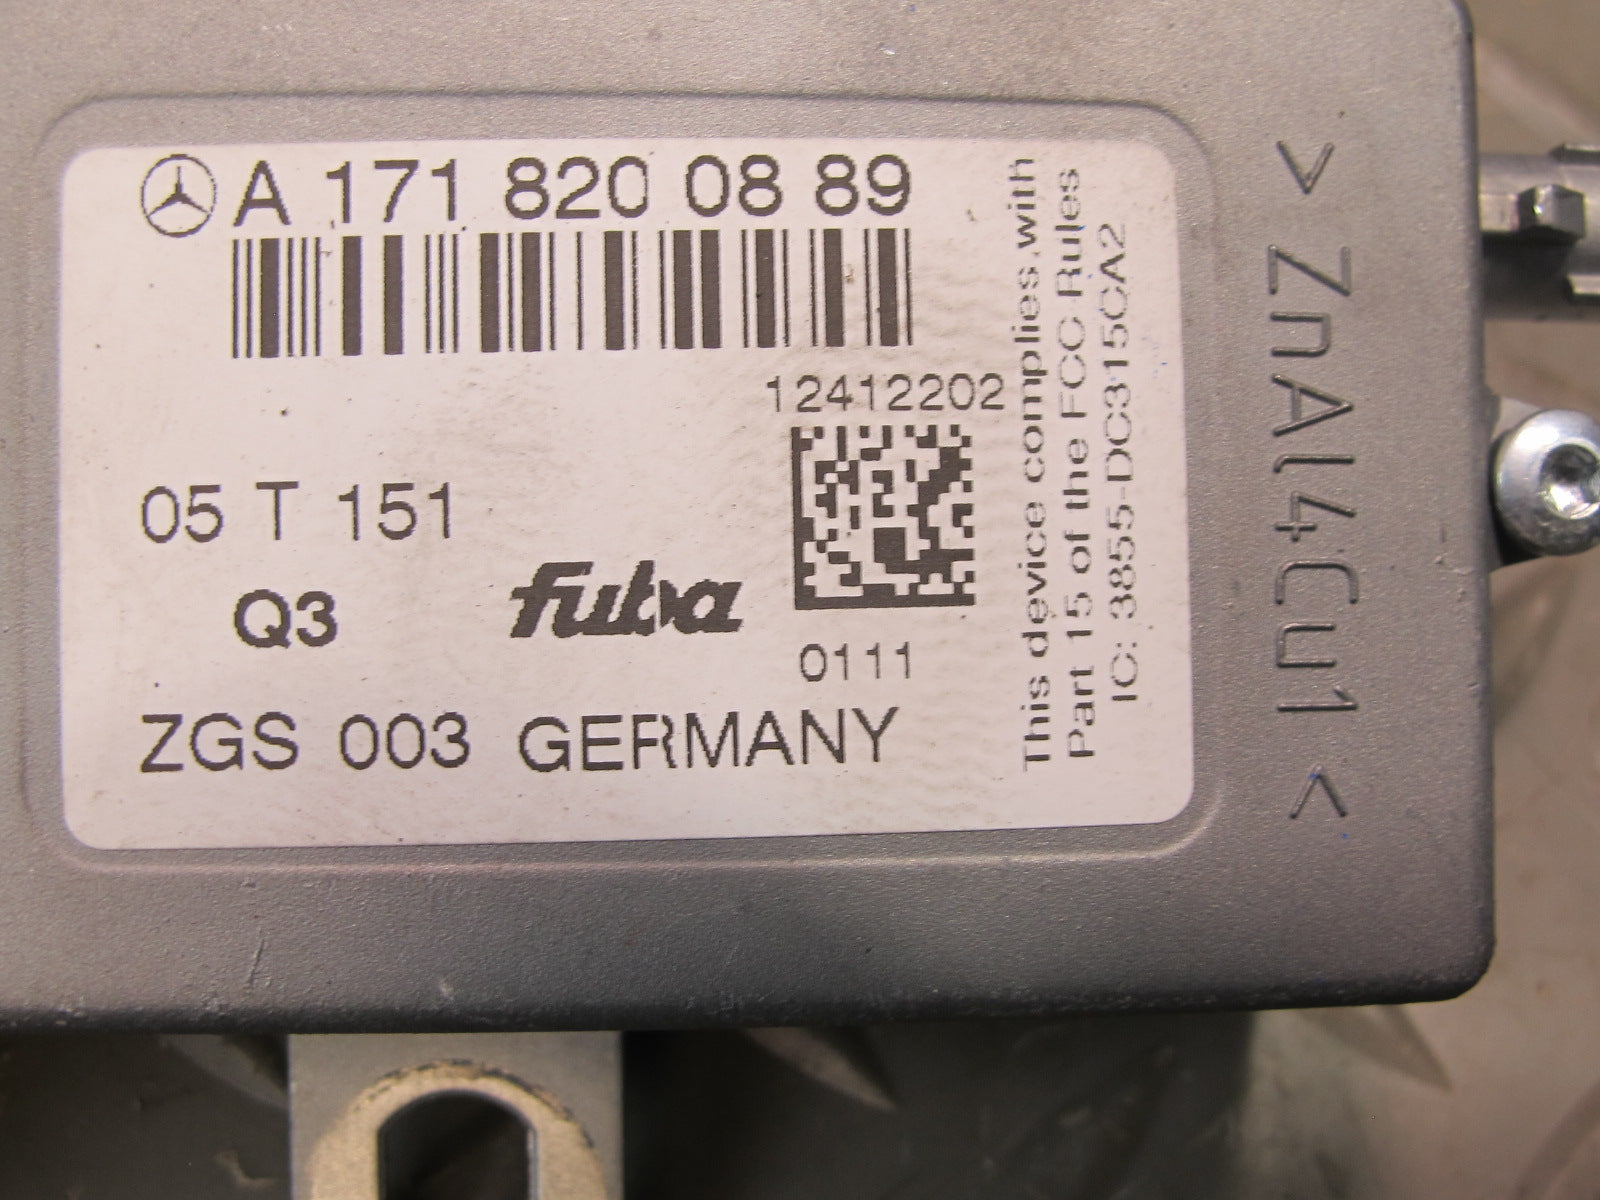 A 171 820 08 89
12412202
05 T 151
Q3
fuba
0111
ZGS 003 GERMANY
This device complies with
Part 15 of the FCC Rules
IC: 3855-DC315CA2
>ZnAl4Cu1<